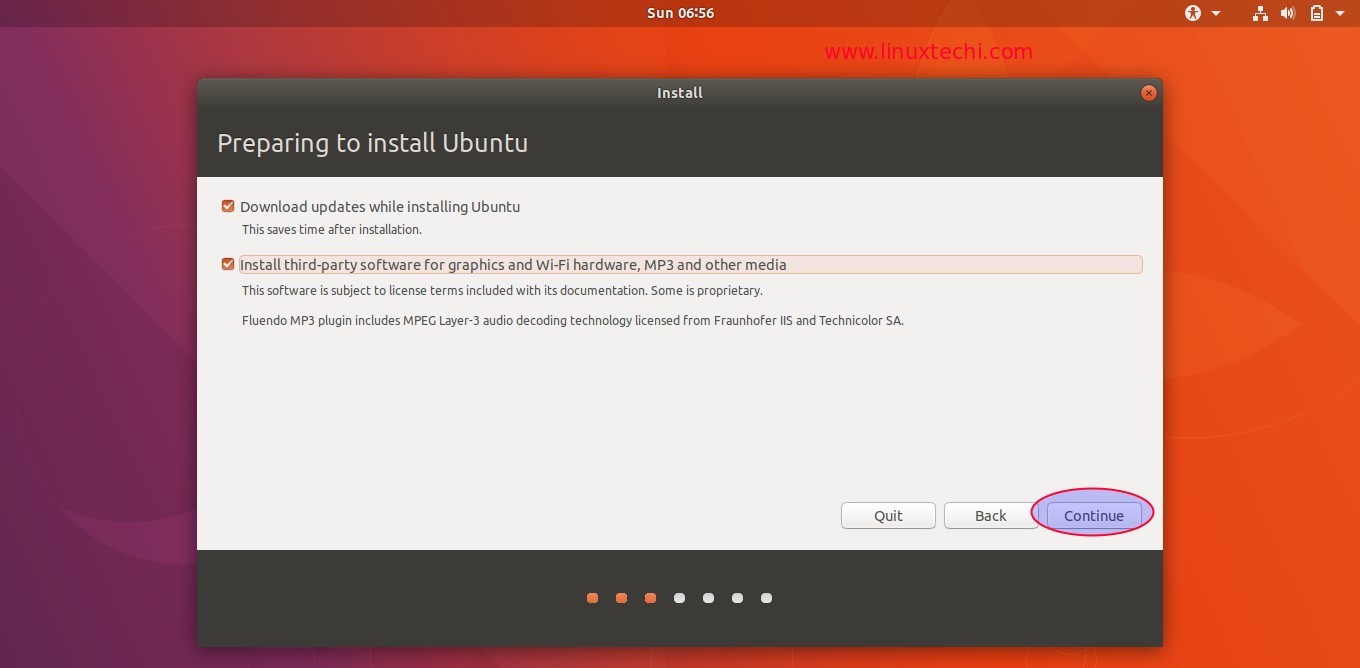 Sun 06:56
www.linuxtechi.com
Install
Preparing to install Ubuntu
Download updates while installing Ubuntu
This saves time after installation.
Install third-party software for graphics and Wi-Fi hardware, MP3 and other media
This software is subject to license terms included with its documentation. Some is proprietary.
Fluendo MP3 plugin includes MPEG Layer-3 audio decoding technology licensed from Fraunhofer IIS and Technicolor SA.
Quit Back Continue